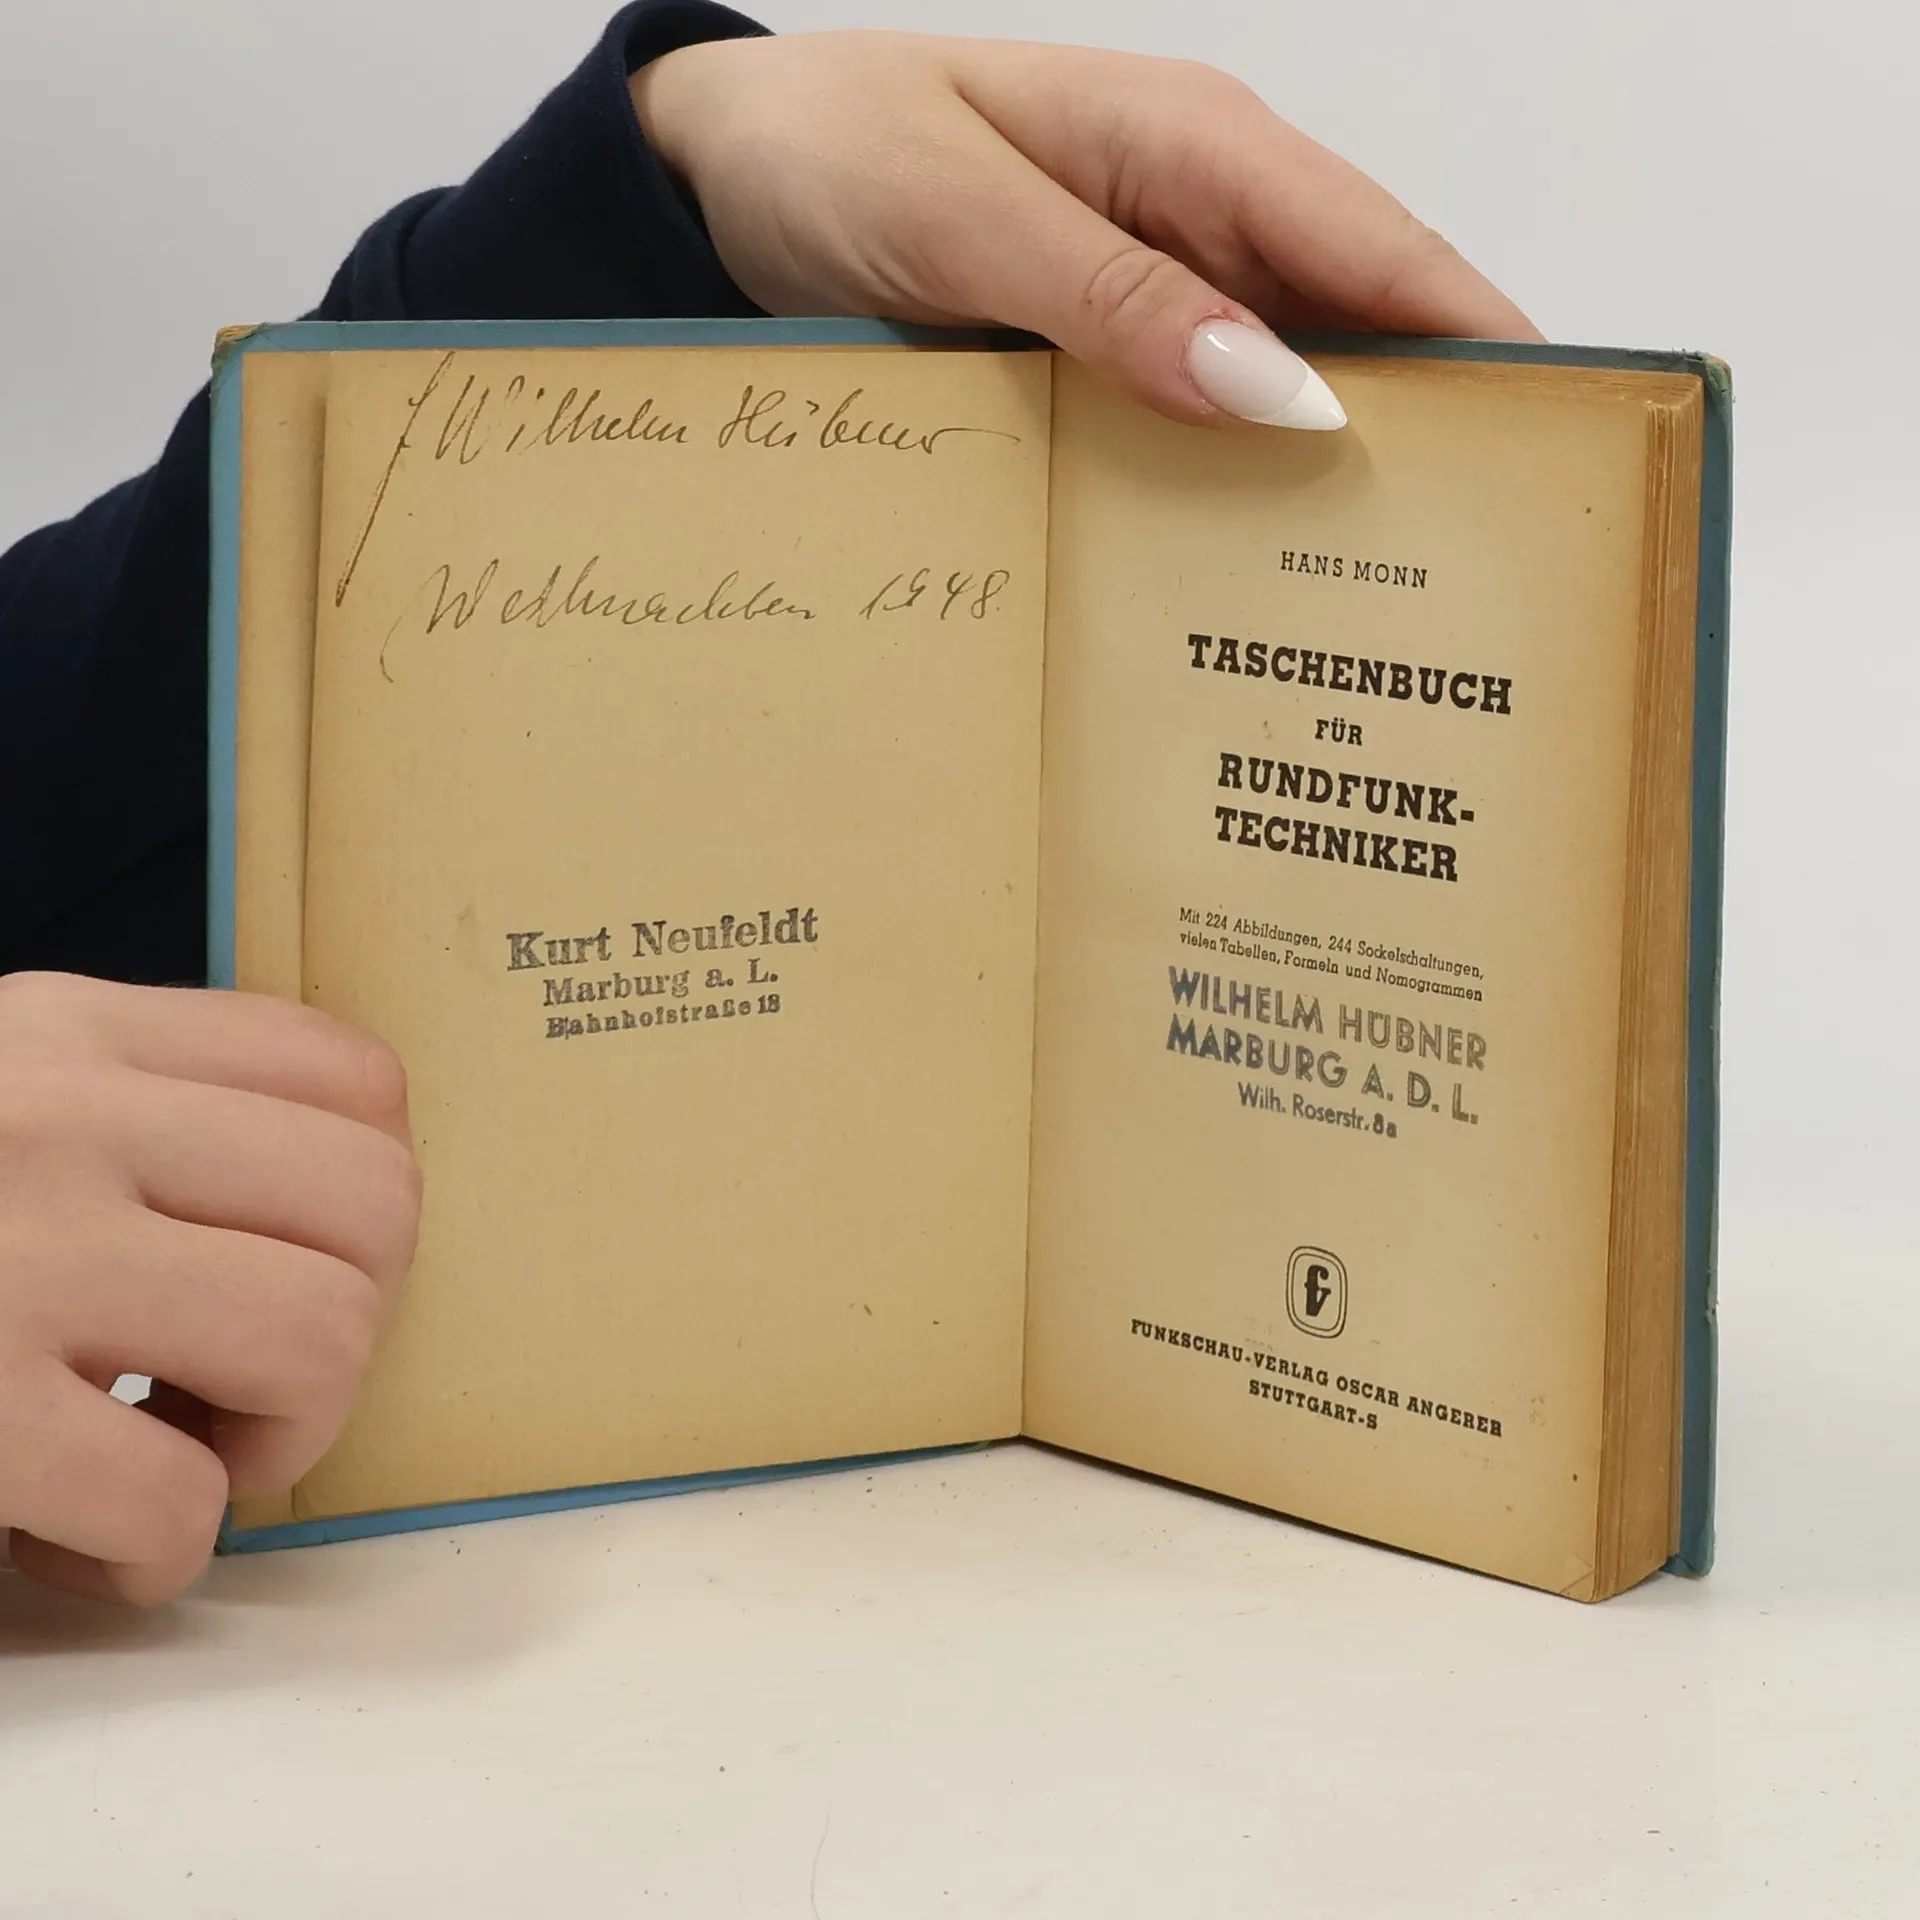 Wilhelm Hübner
Weihnachten 1948.
Kurt Neufeldt
Marburg a. L.
Bahnhofstraße 18
HANS MONN
TASCHENBUCH
FÜR
RUNDFUNK-
TECHNIKER
Mit 224 Abbildungen, 244 Sockelschaltungen,
vielen Tabellen, Formeln und Nomogrammen
WILHELM HÜBNER
MARBURG A. D. L.
Wilh. Roserstr. 8a
fv
FUNKSCHAU-VERLAG OSCAR ANGERER
STUTTGART-S